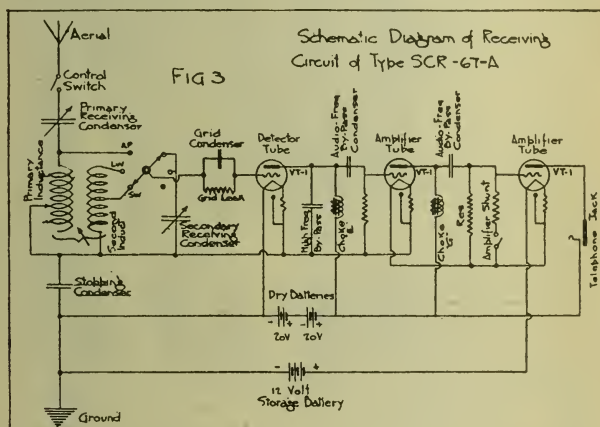 Schematic Diagram of Receiving
Circuit of Type SCR-67-A
FIG 3
Aerial
Control
Switch
Primary
Receiving
Condenser
Primary
Inductance
AP
LW
SW
Second
Induct
Stopping
Condenser
Ground
Grid
Condenser
Grid Leak
Secondary
Receiving
Condenser
Detector
Tube
VT-1
High Freq
By-Pass
Audio-Freq
By-Pass
Condenser
Choke
Amplifier
Tube
VT-1
Audio-Freq
By-Pass
Condenser
Choke
Res
Amplifier Shunt
Amplifier
Tube
VT-1
Telephone Jack
Dry Batteries
- + - +
20V 20V
- +
12 Volt
Storage Battery